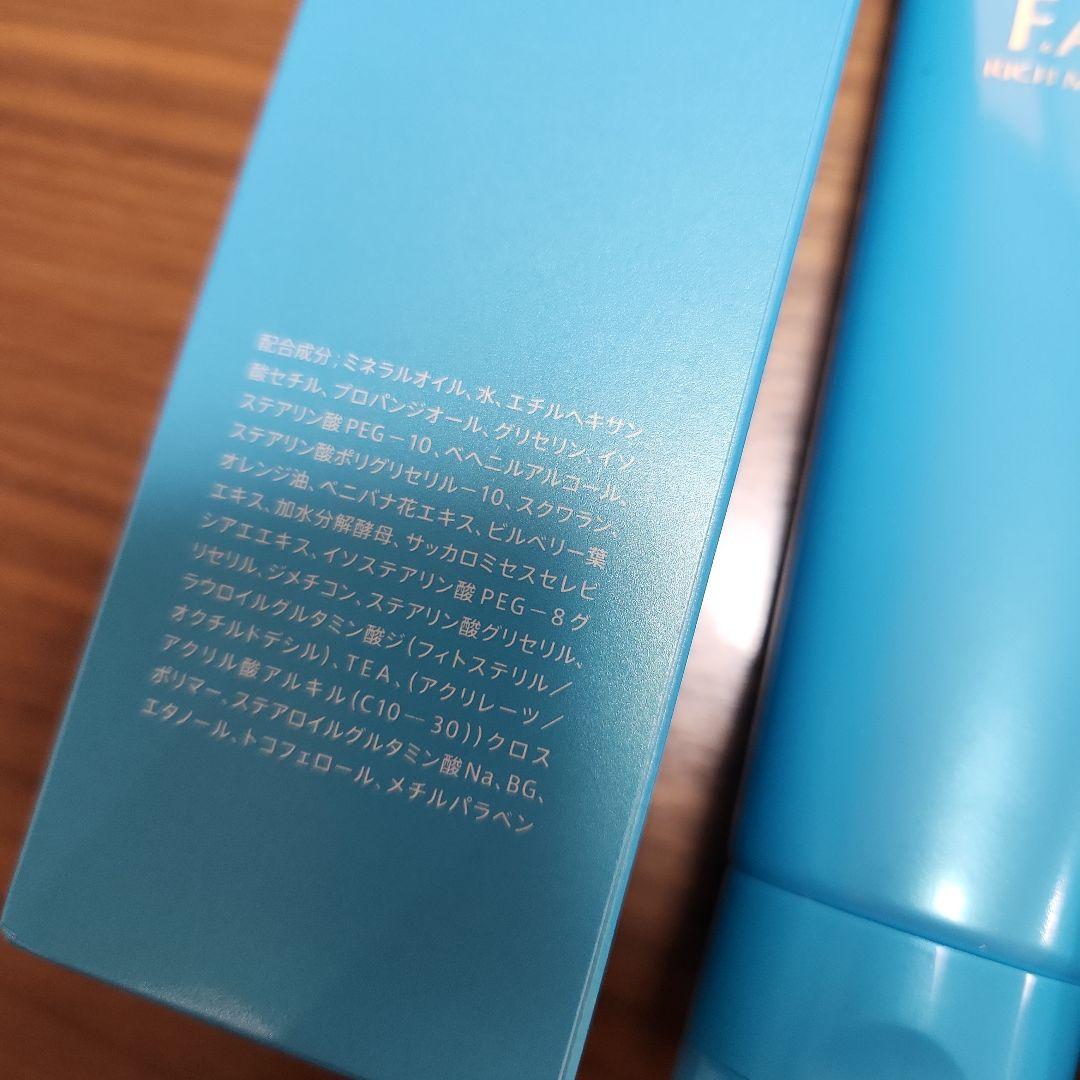 配合成分；ミネラルオイル、水、エチルヘキサン
酸セチル、プロパンジオール、グリセリン、イソ
ステアリン酸PEG－10、ベヘニルアルコール、
ステアリン酸ポリグリセリル－10、スクワラン、
オレンジ油、ベニバナ花エキス、ビルベリー葉
エキス、加水分解酵母、サッカロミセスセレビ
シアエエキス、イソステアリン酸PEG－8グ
リセリル、ジメチコン、ステアリン酸グリセリル、
ラウロイルグルタミン酸ジ（フィトステリル／
オクチルドデシル）、TEA、（アクリレーツ／
アクリル酸アルキル（C10－30））クロス
ポリマー、ステアロイルグルタミン酸Na、BG、
エタノール、トコフェロール、メチルパラベン
F.A
RICH M